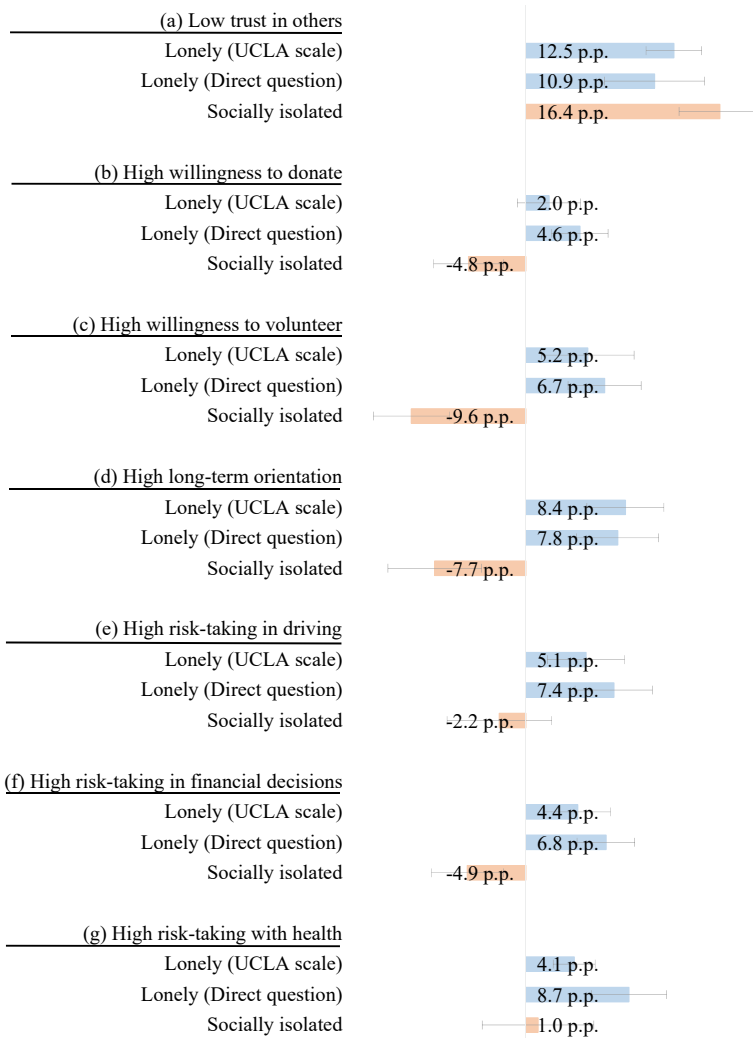 (a) Low trust in others
Lonely (UCLA scale) 12.5 p.p.
Lonely (Direct question) 10.9 p.p.
Socially isolated 16.4 p.p.
(b) High willingness to donate
Lonely (UCLA scale) 2.0 p.p.
Lonely (Direct question) 4.6 p.p.
Socially isolated -4.8 p.p.
(c) High willingness to volunteer
Lonely (UCLA scale) 5.2 p.p.
Lonely (Direct question) 6.7 p.p.
Socially isolated -9.6 p.p.
(d) High long-term orientation
Lonely (UCLA scale) 8.4 p.p.
Lonely (Direct question) 7.8 p.p.
Socially isolated -7.7 p.p.
(e) High risk-taking in driving
Lonely (UCLA scale) 5.1 p.p.
Lonely (Direct question) 7.4 p.p.
Socially isolated -2.2 p.p.
(f) High risk-taking in financial decisions
Lonely (UCLA scale) 4.4 p.p.
Lonely (Direct question) 6.8 p.p.
Socially isolated -4.9 p.p.
(g) High risk-taking with health
Lonely (UCLA scale) 4.1 p.p.
Lonely (Direct question) 8.7 p.p.
Socially isolated 1.0 p.p.